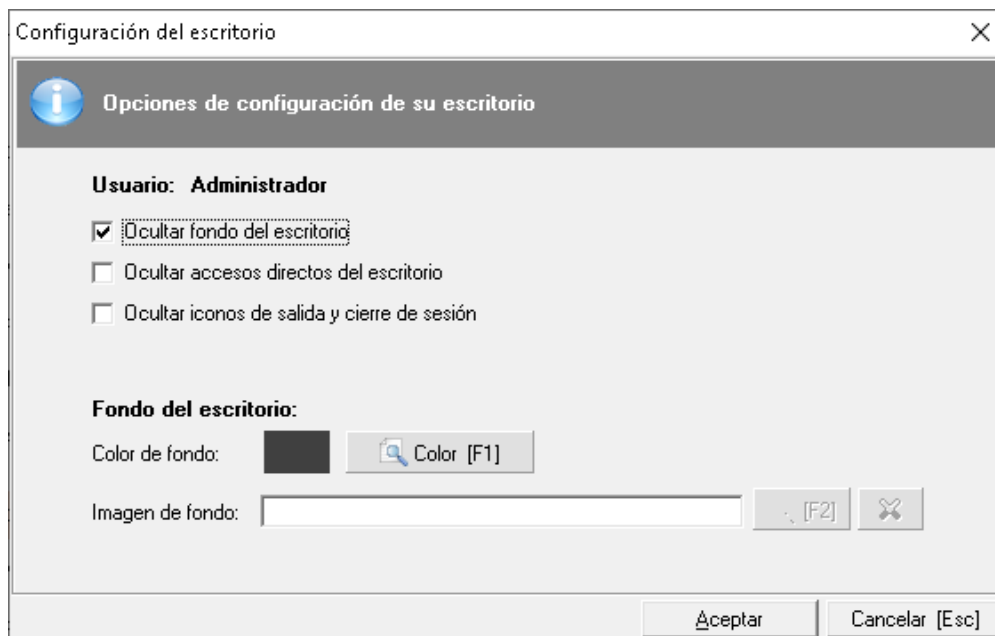 Configuración del escritorio
Opciones de configuración de su escritorio
Usuario: Administrador
Ocultar fondo del escritorio
Ocultar accesos directos del escritorio
Ocultar iconos de salida y cierre de sesión
Fondo del escritorio:
Color de fondo:
Color [F1]
Imagen de fondo:
[F2]
Aceptar
Cancelar [Esc]